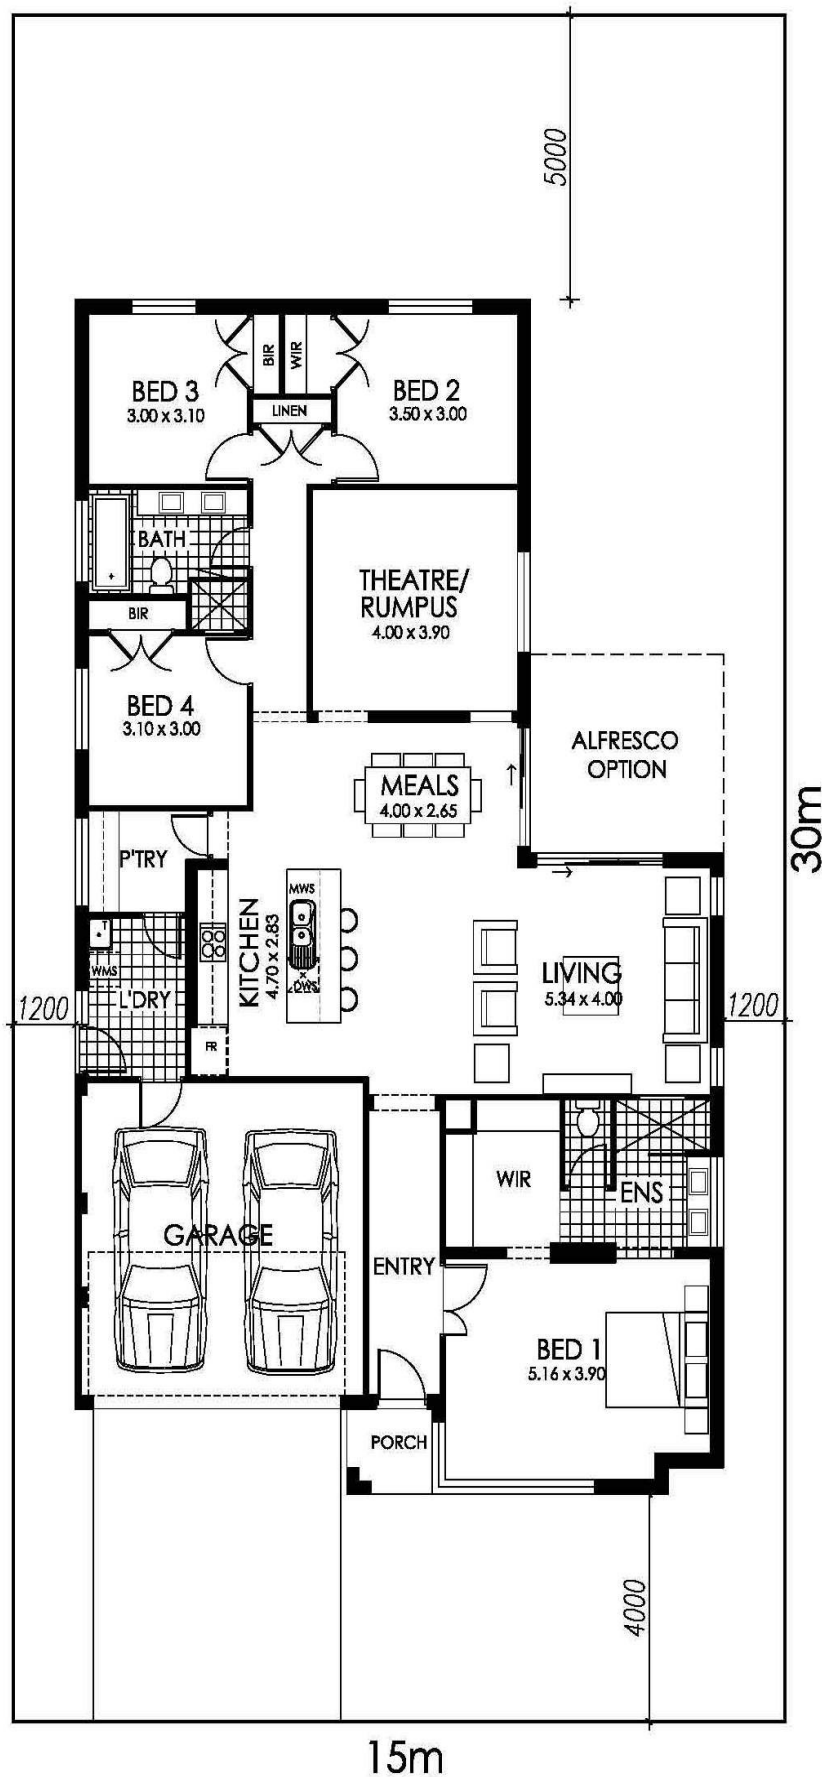 5000
BED 3
3.00 x 3.10
BIR
WIR
BED 2
3.50 x 3.00
LINEN
BATH
THEATRE/
RUMPUS
4.00 x 3.90
BIR
BED 4
3.10 x 3.00
ALFRESCO
OPTION
MEALS
4.00 x 2.65
30m
P'TRY
KITCHEN
4.70 x 2.83
MWS
DWS
T
WMS
L'DRY
LIVING
5.34 x 4.00
1200
1200
FR
WIR
ENS
GARAGE
ENTRY
BED 1
5.16 x 3.90
PORCH
4000
15m